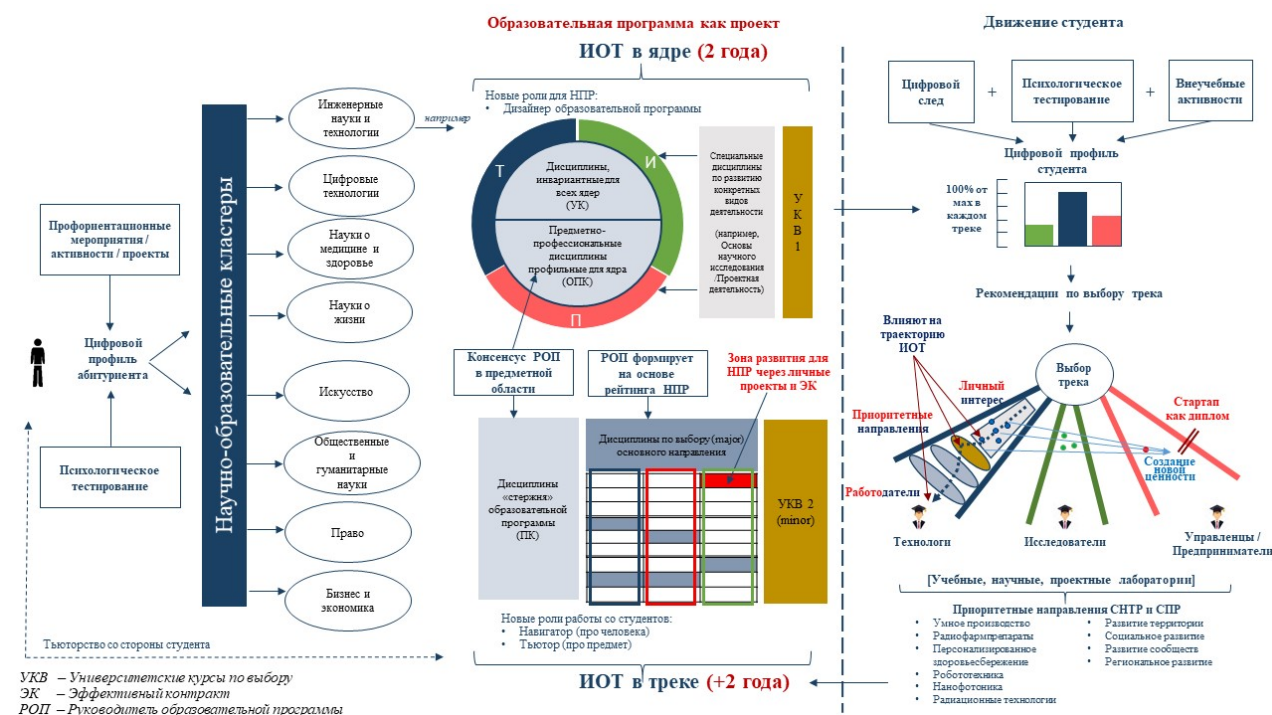 Образовательная программа как проект
ИОТ в ядре (2 года)
Движение студента
Профориентационные
мероприятия /
активности / проекты
Цифровой
профиль
абитуриента
Психологическое
тестирование
Научно-образовательные кластеры
Инженерные
науки и
технологии
например
Цифровые
технологии
Науки о
медицине и
здоровье
Науки о
жизни
Искусство
Общественные
и
гуманитарные
науки
Право
Бизнес и
экономика
Тьюторство со стороны студента
УКВ – Университетские курсы по выбору
ЭК – Эффективный контракт
РОП – Руководитель образовательной программы
Новые роли для НПР:
• Дизайнер образовательной программы
Т
И
П
Дисциплины,
инвариантные для
всех ядер
(УК)
Предметно-
профессиональные
дисциплины
профильные для ядра
(ОПК)
Специальные
дисциплины
по развитию
конкретных
видов
деятельности
(например,
Основы
научного
исследования
/Проектная
деятельность)
У
К
В
1
Консенсус РОП
в предметной
области
РОП формирует
на основе
рейтинга НПР
Зона развития для
НПР через личные
проекты и ЭК
Дисциплины
«стержня»
образовательной
программы
(ПК)
Дисциплины по выбору (major)
основного направления
УКВ 2
(minor)
Новые роли работы со студентов:
• Навигатор (про человека)
• Тьютор (про предмет)
ИОТ в треке (+2 года)
Цифровой
след
+
Психологическое
тестирование
+
Внеучебные
активности
Цифровой профиль
студента
100% от
мах в
каждом
треке
Рекомендации по выбору трека
Влияют на
траекторию
ИОТ
Выбор
трека
Личный
интерес
Приоритетные
направления
Работодатели
Стартап
как диплом
Создание
новой
ценности
Технологи
Исследователи
Управленцы /
Предприниматели
[Учебные, научные, проектные лаборатории]
Приоритетные направления СНТР и СПР
• Умное производство
• Радиофармпрепараты
• Персонализированное
здоровьесбережение
• Робототехника
• Нанофотоника
• Радиационные технологии
• Развитие территории
• Социальное развитие
• Развитие сообществ
• Региональное развитие